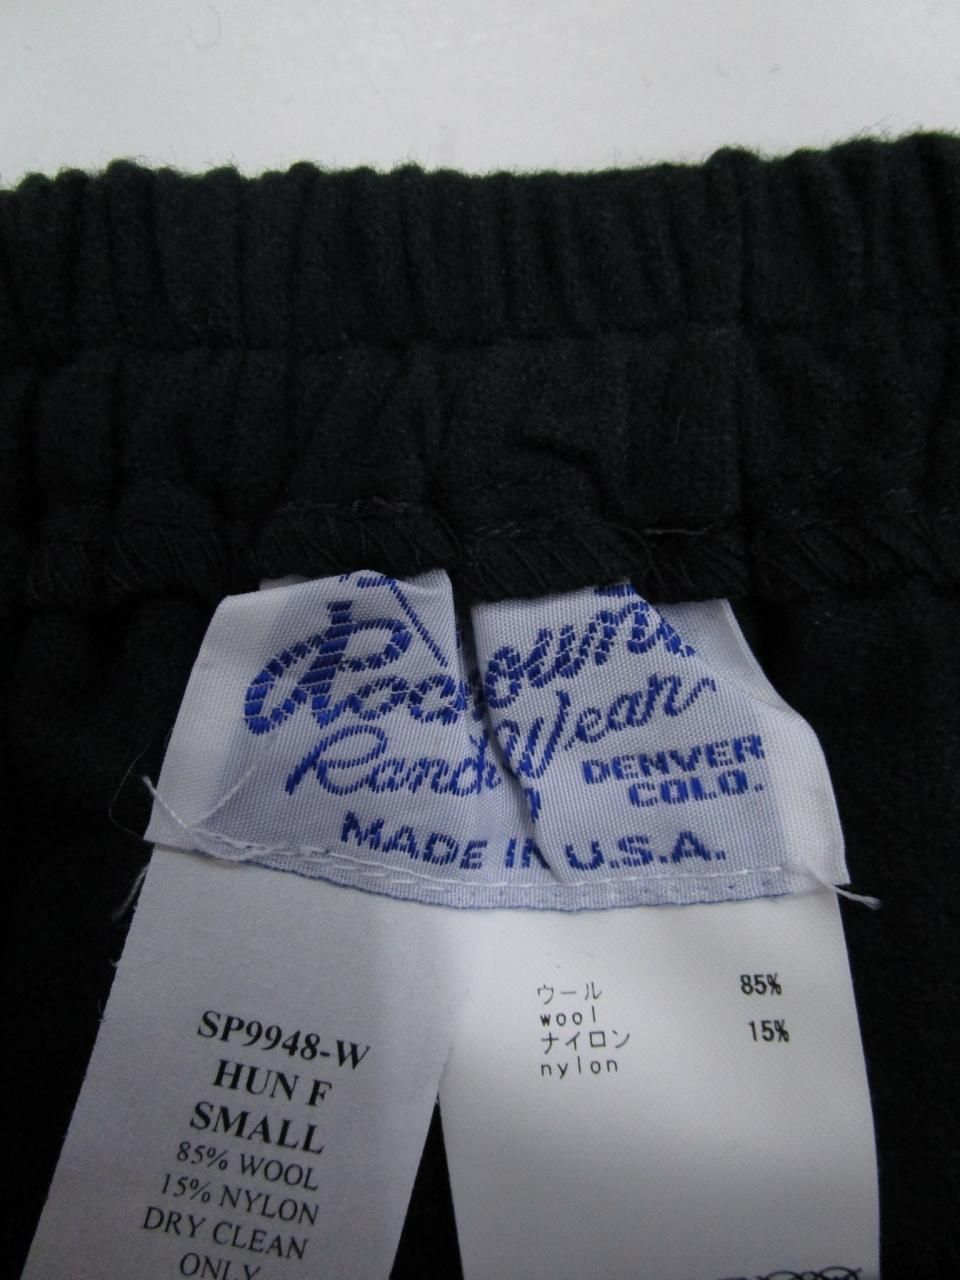 Ranch Wear
DENVER
COLO.
MADE IN U.S.A.
SP9948-W
HUN F
SMALL
85% WOOL
15% NYLON
DRY CLEAN
ONLY
ウール 85%
wool
ナイロン 15%
nylon